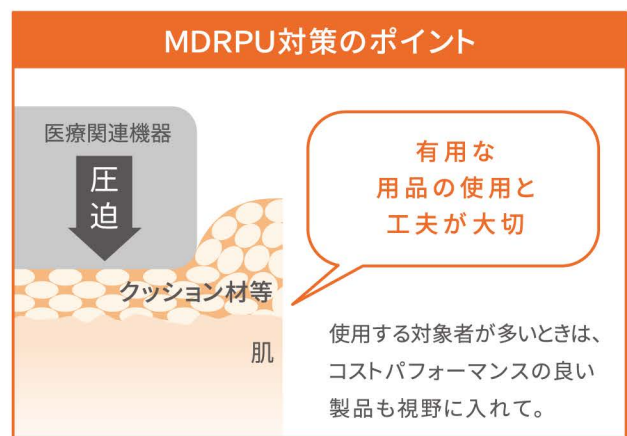 MDRPU対策のポイント
医療関連機器
圧
迫
クッション材等
肌
有用な
用品の使用と
工夫が大切
使用する対象者が多いときは、
コストパフォーマンスの良い
製品も視野に入れて。